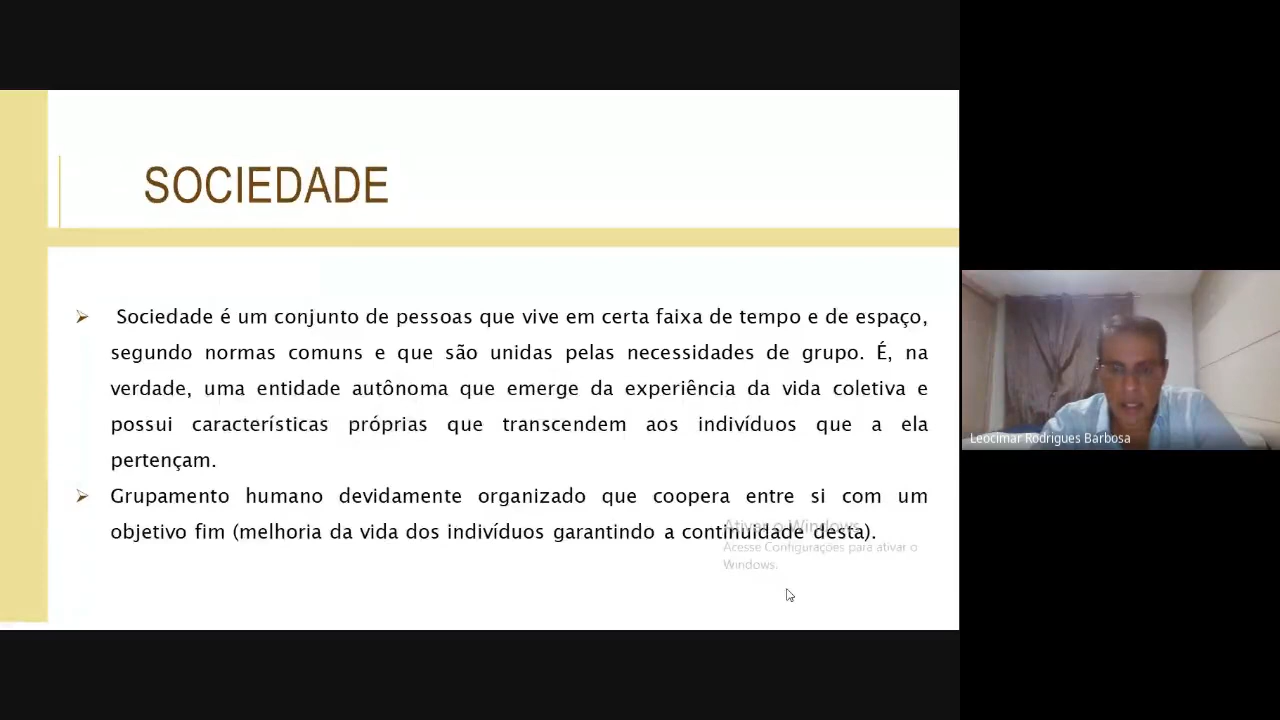 SOCIEDADE
Sociedade é um conjunto de pessoas que vive em certa faixa de tempo e de espaço,
segundo normas comuns e que são unidas pelas necessidades de grupo. É, na
verdade, uma entidade autônoma que emerge da experiência da vida coletiva e
possui características próprias que transcendem aos indivíduos que a ela
pertençam.
Grupamento humano devidamente organizado que coopera entre si com um
objetivo fim (melhoria da vida dos indivíduos garantindo a continuidade desta).
Ativar o Windows
Acesse Configurações para ativar o
Windows.
Leocimar Rodrigues Barbosa